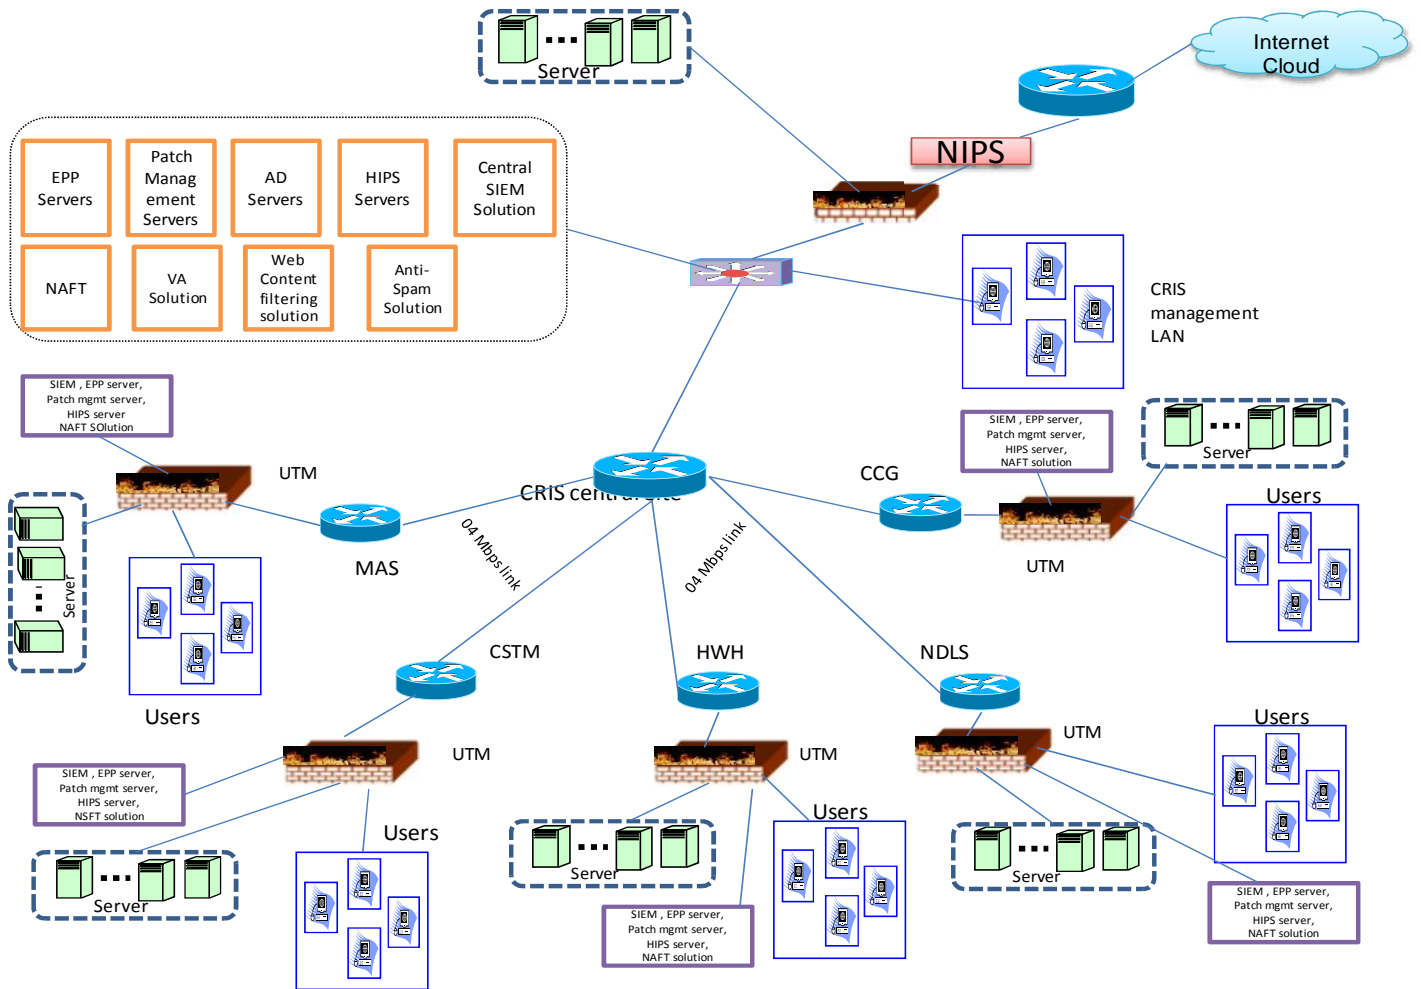 Server
Internet
Cloud
NIPS
EPP
Servers
Patch
Manag
ement
Servers
AD
Servers
HIPS
Servers
Central
SIEM
Solution
NAFT
VA
Solution
Web
Content
filtering
solution
Anti-
Spam
Solution
CRIS
management
LAN
SIEM , EPP server,
Patch mgmt server,
HIPS server
NAFT SOlution
UTM
MAS
Server
Users
CRIS central site
04 Mbps link
04 Mbps link
CCG
SIEM , EPP server,
Patch mgmt server,
HIPS server,
NAFT solution
Server
Users
UTM
CSTM
UTM
SIEM , EPP server,
Patch mgmt server,
HIPS server,
NSFT solution
Server
Users
HWH
UTM
Server
Users
SIEM , EPP server,
Patch mgmt server,
HIPS server,
NAFT solution
NDLS
UTM
Users
Server
SIEM , EPP server,
Patch mgmt server,
HIPS server,
NAFT solution